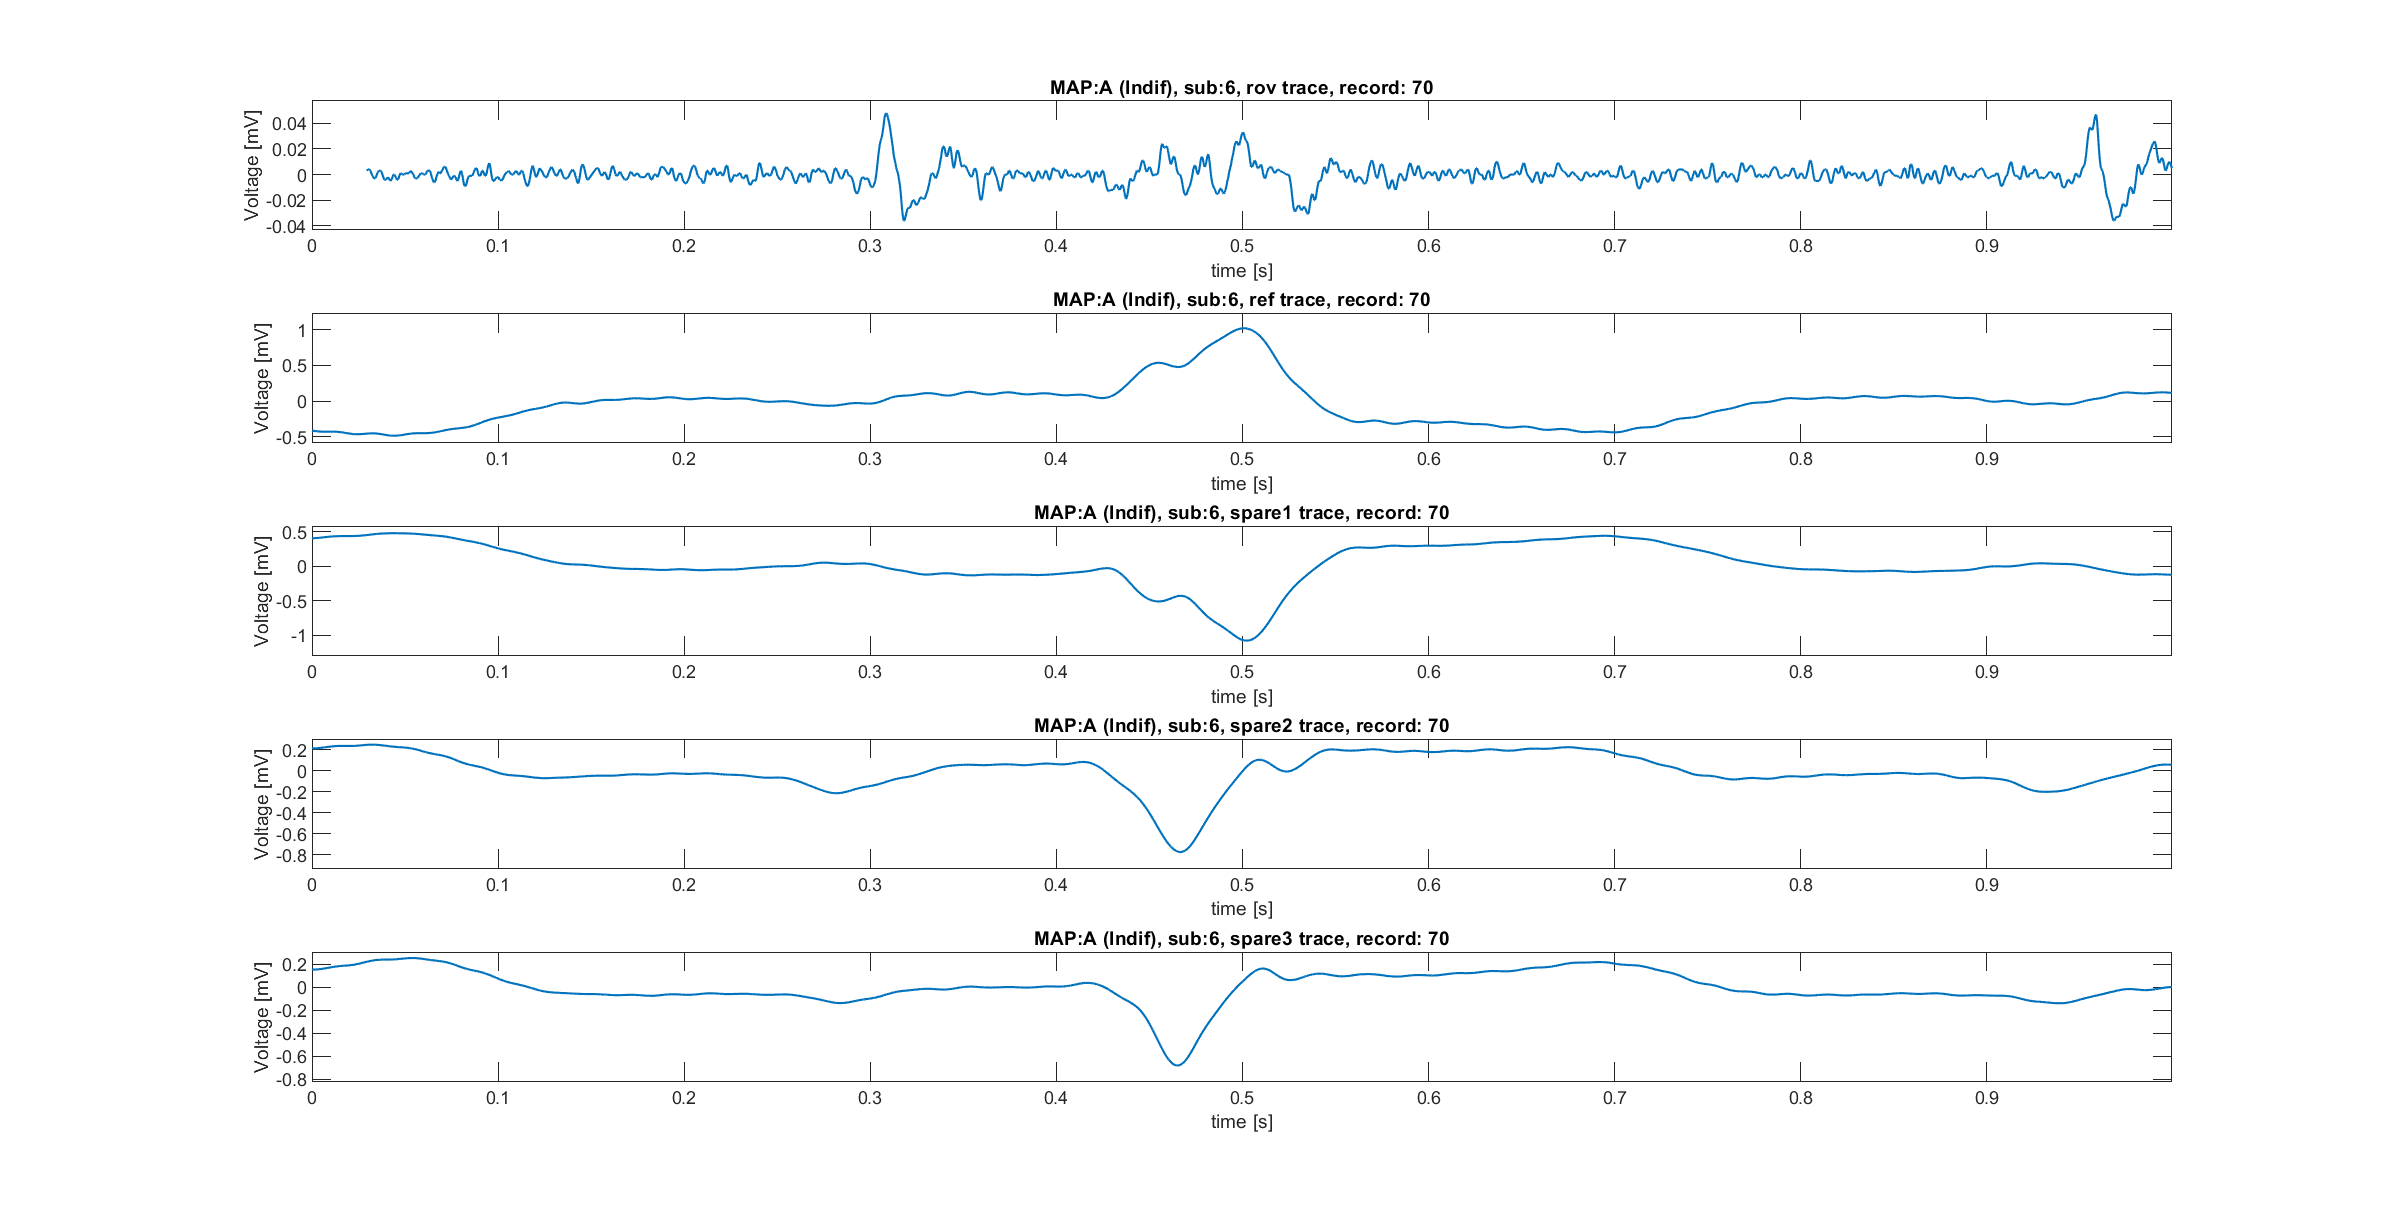 MAP:A (Indif), sub:6, rov trace, record: 70
Voltage [mV]
0.04
0.02
0
-0.02
-0.04
0 0.1 0.2 0.3 0.4 0.5 0.6 0.7 0.8 0.9
time [s]
MAP:A (Indif), sub:6, ref trace, record: 70
Voltage [mV]
1
0.5
0
-0.5
0 0.1 0.2 0.3 0.4 0.5 0.6 0.7 0.8 0.9
time [s]
MAP:A (Indif), sub:6, spare1 trace, record: 70
Voltage [mV]
0.5
0
-0.5
-1
0 0.1 0.2 0.3 0.4 0.5 0.6 0.7 0.8 0.9
time [s]
MAP:A (Indif), sub:6, spare2 trace, record: 70
Voltage [mV]
0.2
0
-0.2
-0.4
-0.6
-0.8
0 0.1 0.2 0.3 0.4 0.5 0.6 0.7 0.8 0.9
time [s]
MAP:A (Indif), sub:6, spare3 trace, record: 70
Voltage [mV]
0.2
0
-0.2
-0.4
-0.6
-0.8
0 0.1 0.2 0.3 0.4 0.5 0.6 0.7 0.8 0.9
time [s]